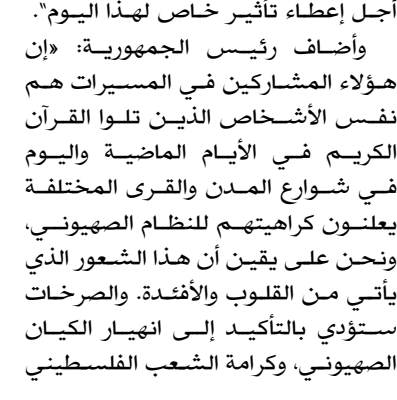 أجل إعطاء تأثير خاص لهذا اليوم".
وأضاف رئيس الجمهورية: «إن
هؤلاء المشاركين في المسيرات هم
نفس الأشخاص الذين تلوا القرآن
الكريم في الأيام الماضية واليوم
في شوارع المدن والقرى المختلفة
يعلنون كراهيتهم للنظام الصهيوني،
ونحن على يقين أن هذا الشعور الذي
يأتي من القلوب والأفئدة. والصرخات
ستؤدي بالتأكيد إلى انهيار الكيان
الصهيوني، وكرامة الشعب الفلسطيني